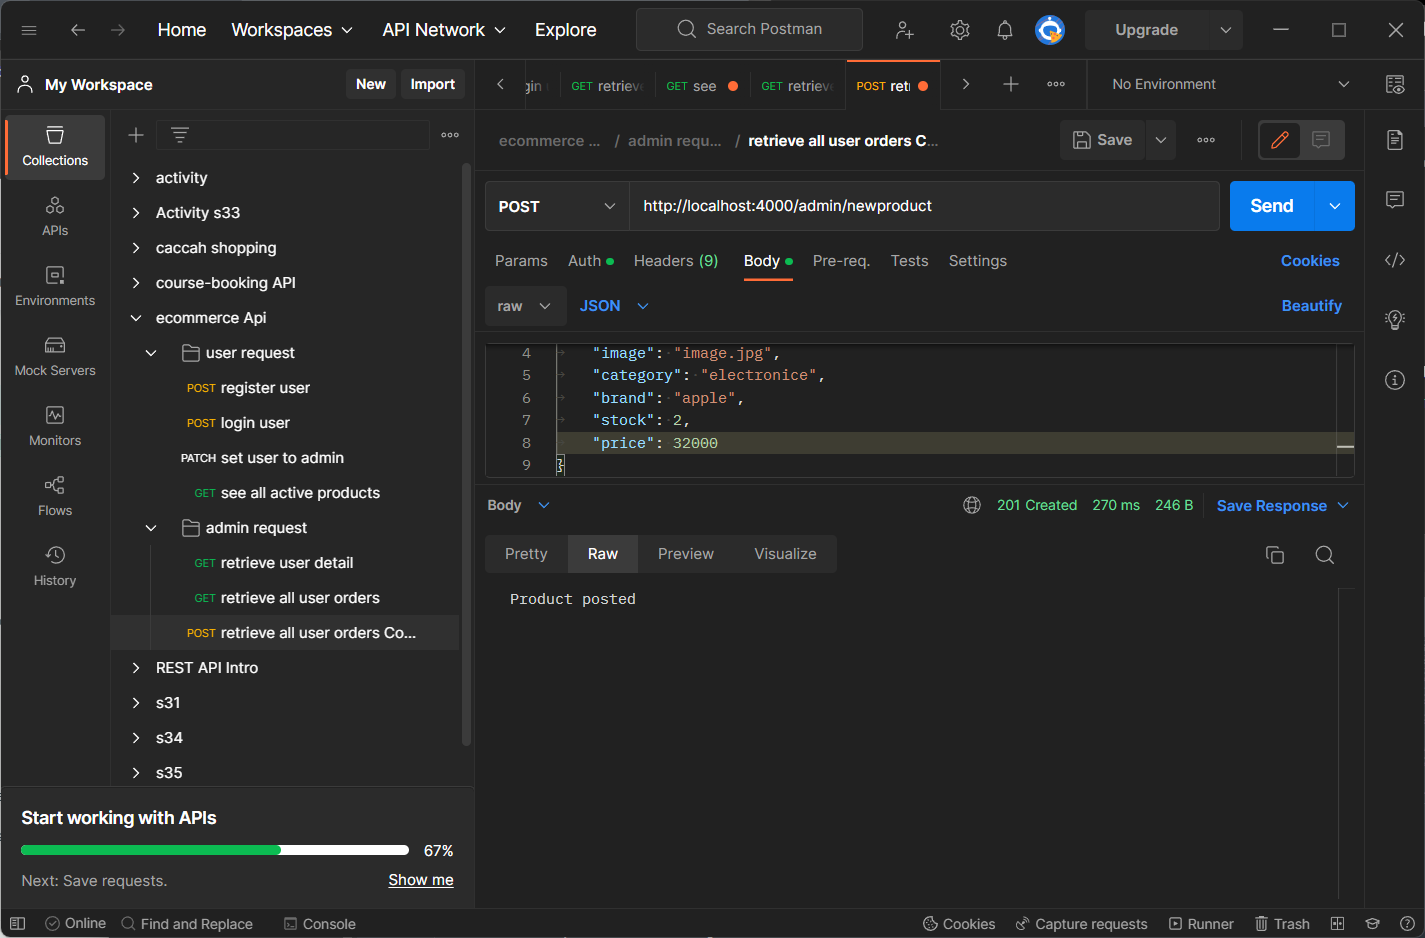 Home Workspaces API Network Explore Search Postman Upgrade
My Workspace New Import
GET retrieve GET see GET retrieve POST retr No Environment
Collections
APIs
Environments
Mock Servers
Monitors
Flows
History
activity
Activity s33
caccah shopping
course-booking API
ecommerce Api
user request
POST register user
POST login user
PATCH set user to admin
GET see all active products
admin request
GET retrieve user detail
GET retrieve all user orders
POST retrieve all user orders Co...
REST API Intro
s31
s34
s35
Start working with APIs
67%
Next: Save requests. Show me
ecommerce ... / admin requ... / retrieve all user orders C... Save
POST http://localhost:4000/admin/newproduct Send
Params Auth Headers (9) Body Pre-req. Tests Settings Cookies
raw JSON Beautify
4 "image": "image.jpg",
5 "category": "electronice",
6 "brand": "apple",
7 "stock": 2,
8 "price": 32000
9 }
Body 201 Created 270 ms 246 B Save Response
Pretty Raw Preview Visualize
Product posted
Online Find and Replace Console Cookies Capture requests Runner Trash